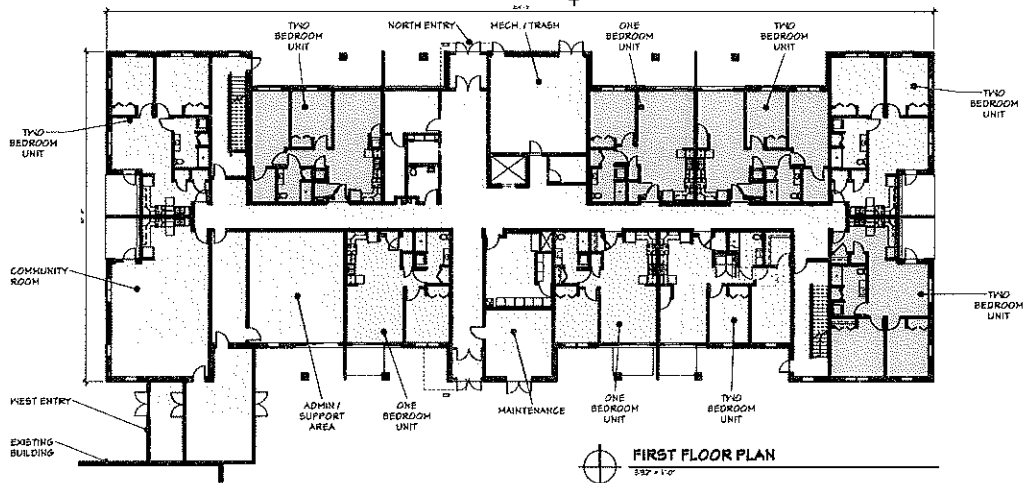 TWO
BEDROOM
UNIT
NORTH ENTRY
MECH. / TRASH
ONE
BEDROOM
UNIT
TWO
BEDROOM
UNIT
TWO
BEDROOM
UNIT
TWO
BEDROOM
UNIT
COMMUNITY
ROOM
TWO
BEDROOM
UNIT
WEST ENTRY
EXISTING
BUILDING
ADMIN /
SUPPORT
AREA
ONE
BEDROOM
UNIT
MAINTENANCE
ONE
BEDROOM
UNIT
TWO
BEDROOM
UNIT
FIRST FLOOR PLAN